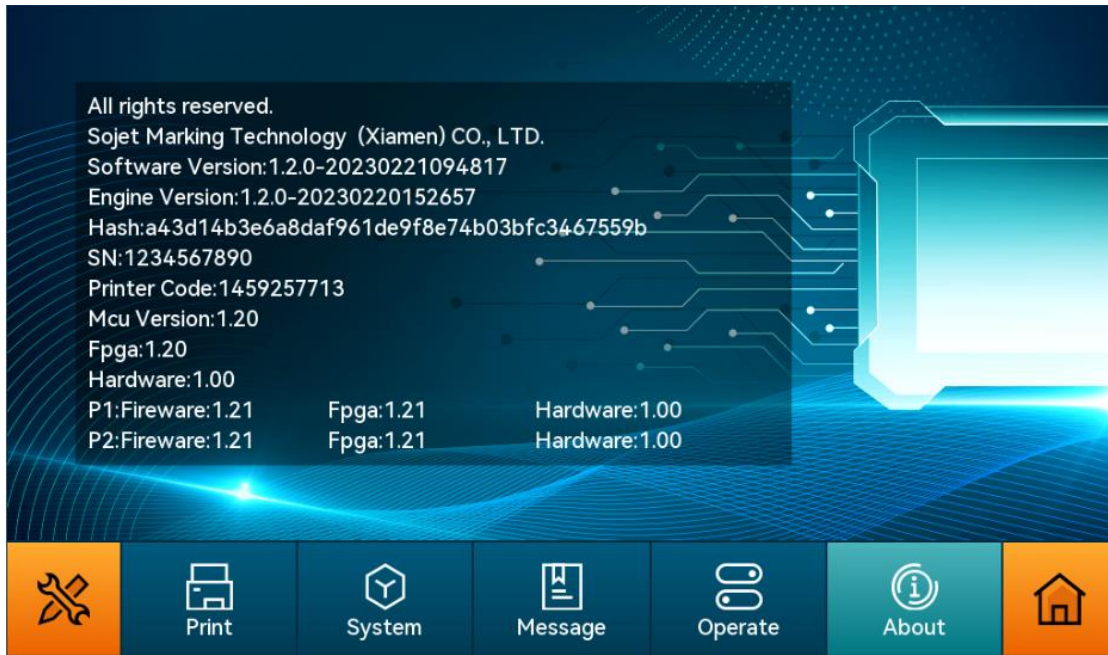 All rights reserved.
Sojet Marking Technology (Xiamen) CO., LTD.
Software Version:1.2.0-20230221094817
Engine Version:1.2.0-20230220152657
Hash:a43d14b3e6a8daf961de9f8e74b03bfc3467559b
SN:1234567890
Printer Code:1459257713
Mcu Version:1.20
Fpga:1.20
Hardware:1.00
P1:Fireware:1.21 Fpga:1.21 Hardware:1.00
P2:Fireware:1.21 Fpga:1.21 Hardware:1.00
Print System Message Operate About